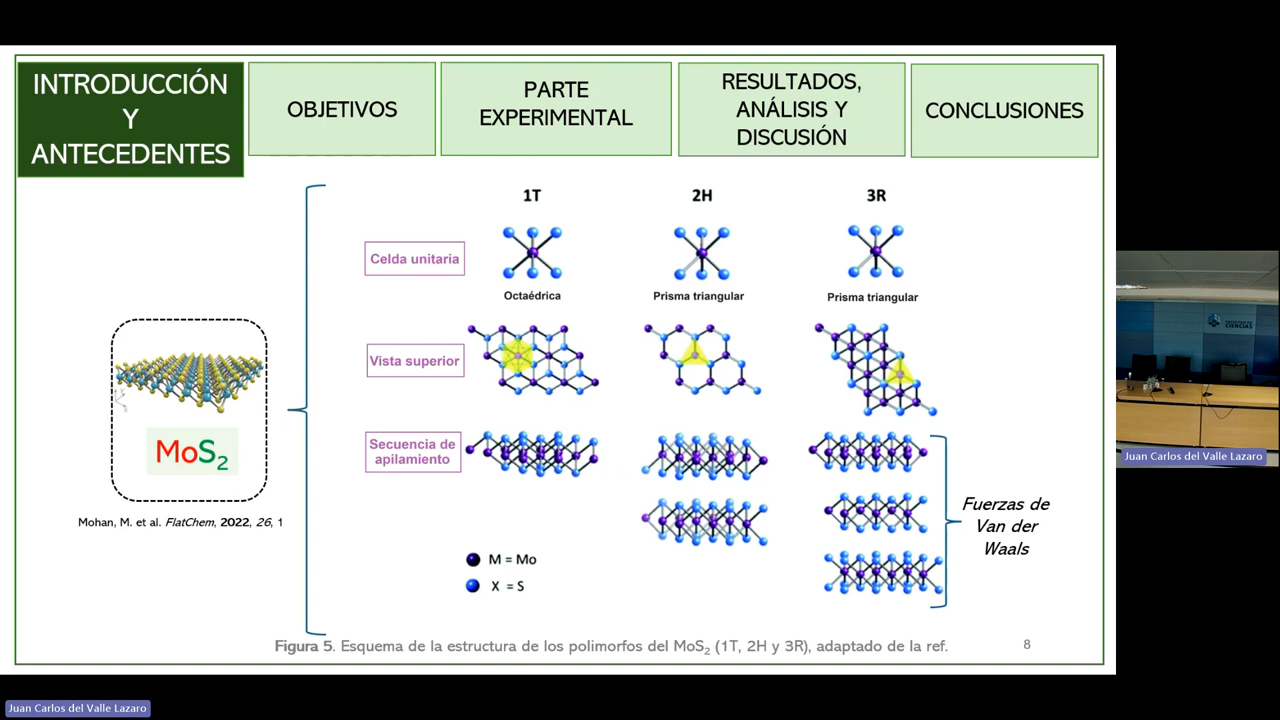 INTRODUCCIÓN
Y
ANTECEDENTES
OBJETIVOS
PARTE
EXPERIMENTAL
RESULTADOS,
ANÁLISIS Y
DISCUSIÓN
CONCLUSIONES
1T
2H
3R
Celda unitaria
Octaédrica
Prisma triangular
Prisma triangular
Vista superior
Secuencia de
apilamiento
MoS₂
Mohan, M. et al. FlatChem, 2022, 26, 1
Fuerzas de
Van der
Waals
M = Mo
X = S
Figura 5. Esquema de la estructura de los polimorfos del MoS₂ (1T, 2H y 3R), adaptado de la ref.
8
CIENCIAS
Juan Carlos del Valle Lazaro
Juan Carlos del Valle Lazaro